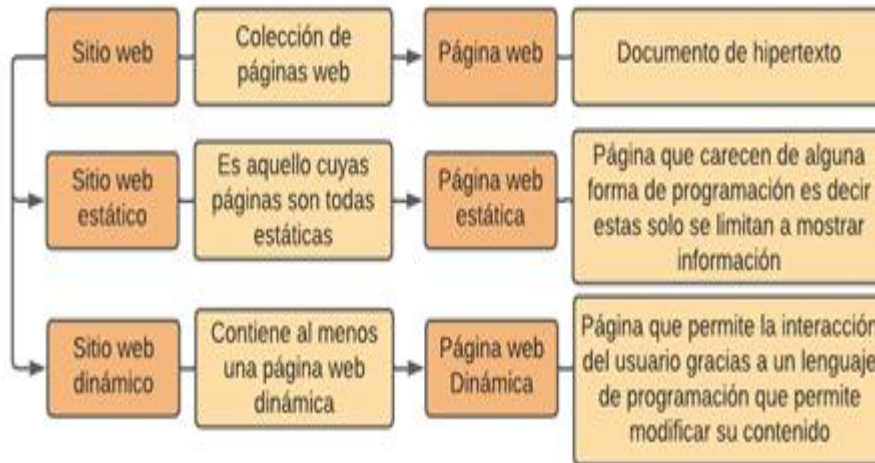 Sitio web
Colección de
páginas web
Página web
Documento de hipertexto
Sitio web
estático
Es aquello cuyas
páginas son todas
estáticas
Página web
estática
Página que carecen de alguna
forma de programación es decir
estas solo se limitan a mostrar
información
Sitio web
dinámico
Contiene al menos
una página web
dinámica
Página web
Dinámica
Página que permite la interacción
del usuario gracias a un lenguaje
de programación que permite
modificar su contenido